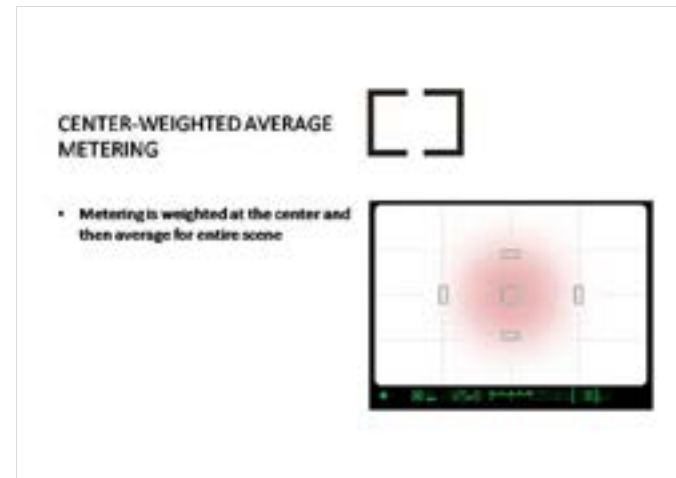 CENTER-WEIGHTED AVERAGE
METERING
• Metering is weighted at the center and
then average for entire scene